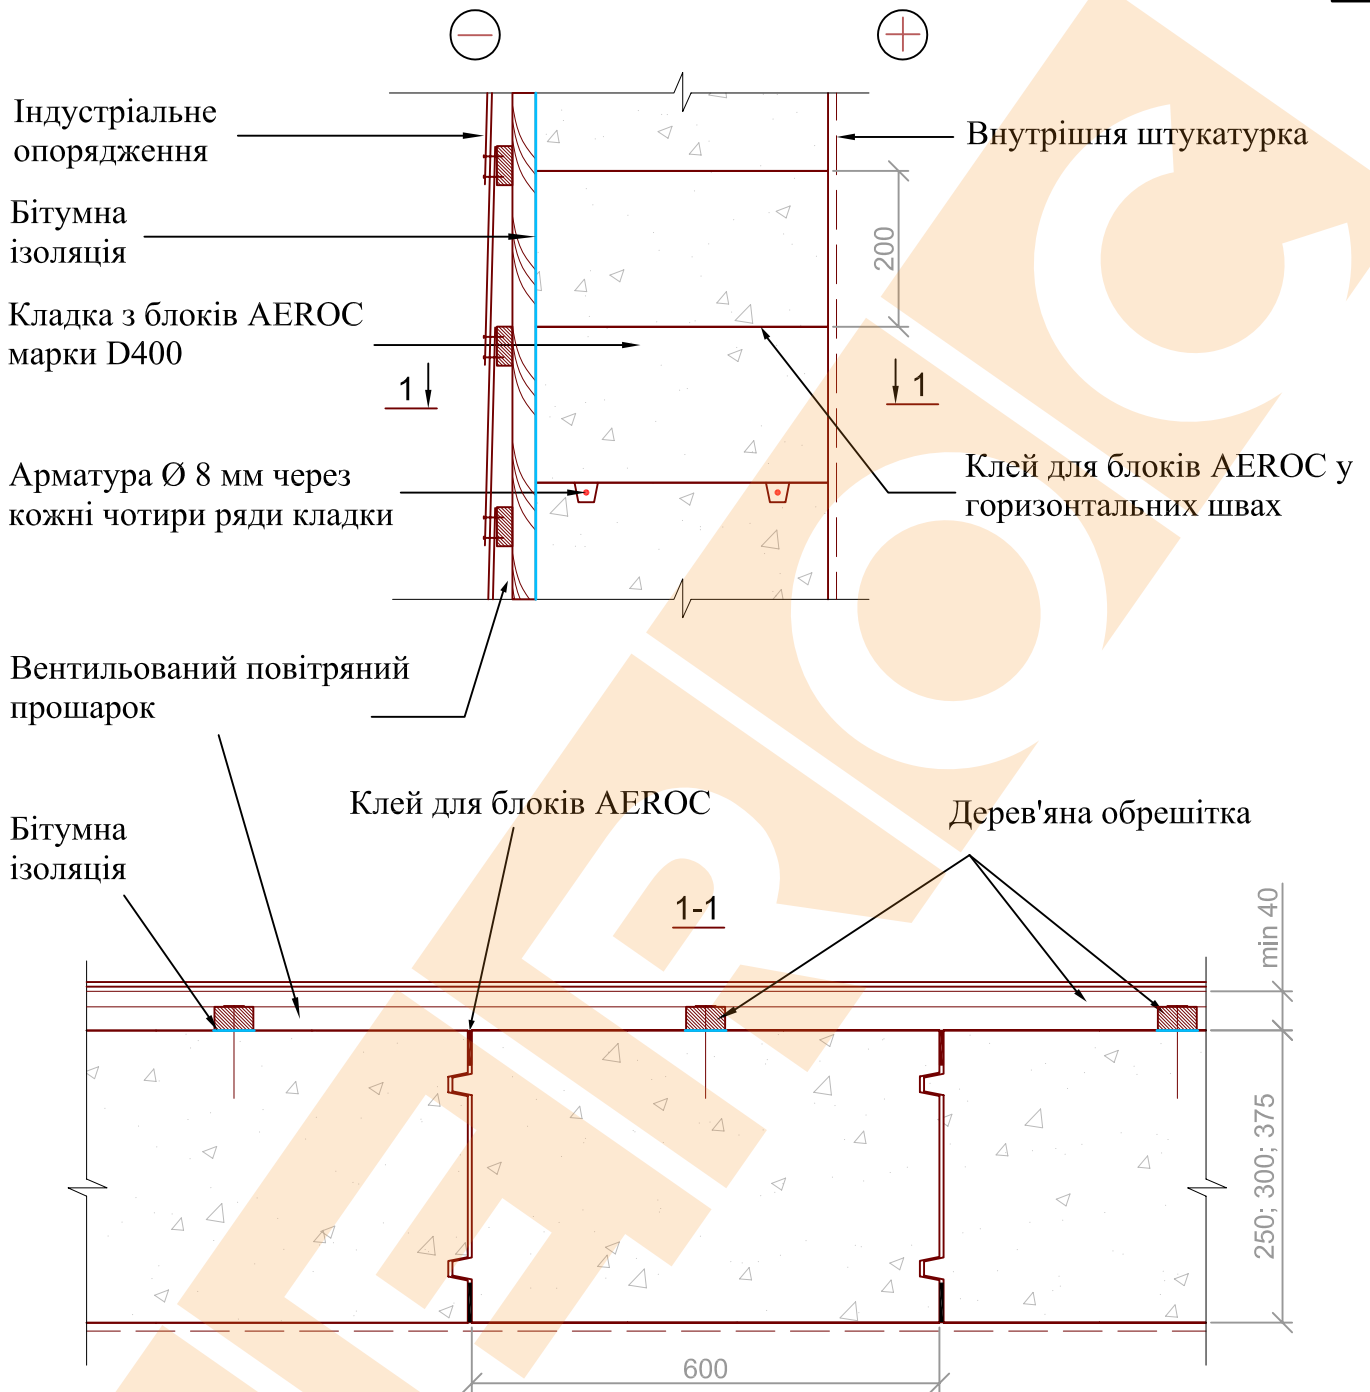 Індустріальне
опорядження
Внутрішня штукатурка
Бітумна
ізоляція
200
Кладка з блоків AEROC
марки D400
1
1
Арматура Ø 8 мм через
кожні чотири ряди кладки
Клей для блоків AEROC у
горизонтальних швах
Вентильований повітряний
прошарок
Клей для блоків AEROC
Дерев'яна обрешітка
Бітумна
ізоляція
1-1
min 40
250; 300; 375
600
AEROC